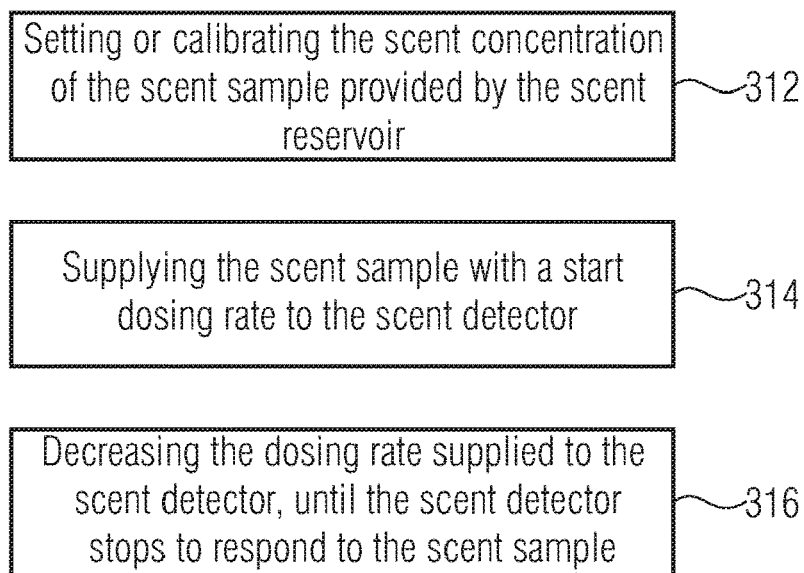 Setting or calibrating the scent concentration
of the scent sample provided by the scent
reservoir
312
Supplying the scent sample with a start
dosing rate to the scent detector
314
Decreasing the dosing rate supplied to the
scent detector, until the scent detector
stops to respond to the scent sample
316